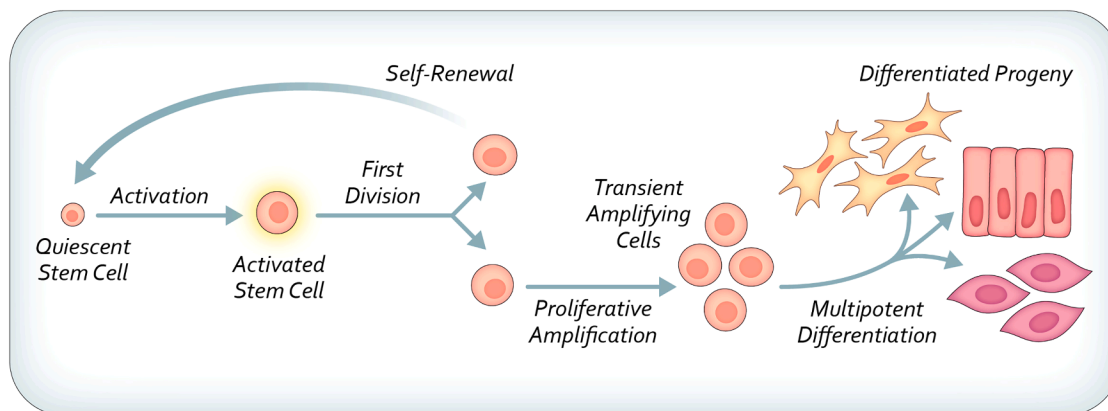 Self-Renewal
Differentiated Progeny
Activation
First
Division
Transient
Amplifying
Cells
Quiescent
Stem Cell
Activated
Stem Cell
Proliferative
Amplification
Multipotent
Differentiation